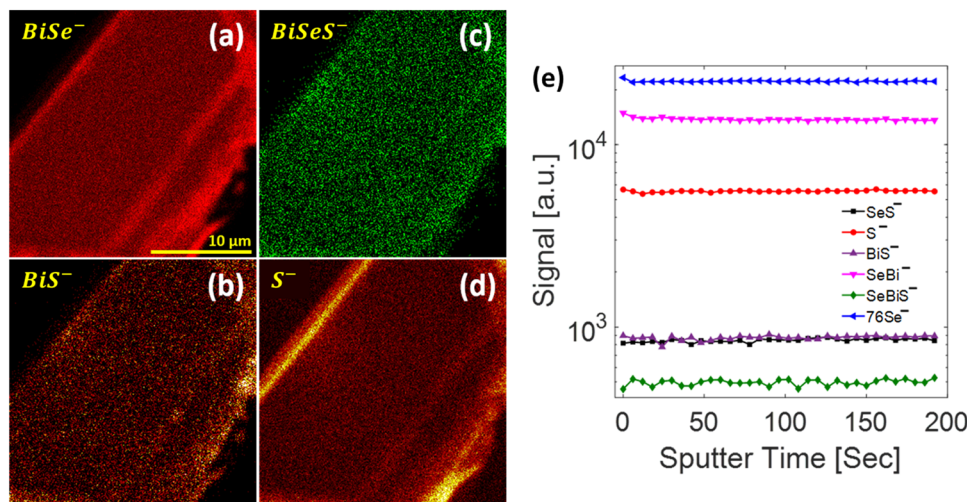 BiSe⁻ (a)
BiSeS⁻ (c)
10 μm
BiS⁻ (b)
S⁻ (d)
(e)
Signal [a.u.]
10⁴
10³
SeS⁻
S⁻
BiS⁻
SeBi⁻
SeBiS⁻
76Se⁻
0 50 100 150 200
Sputter Time [Sec]